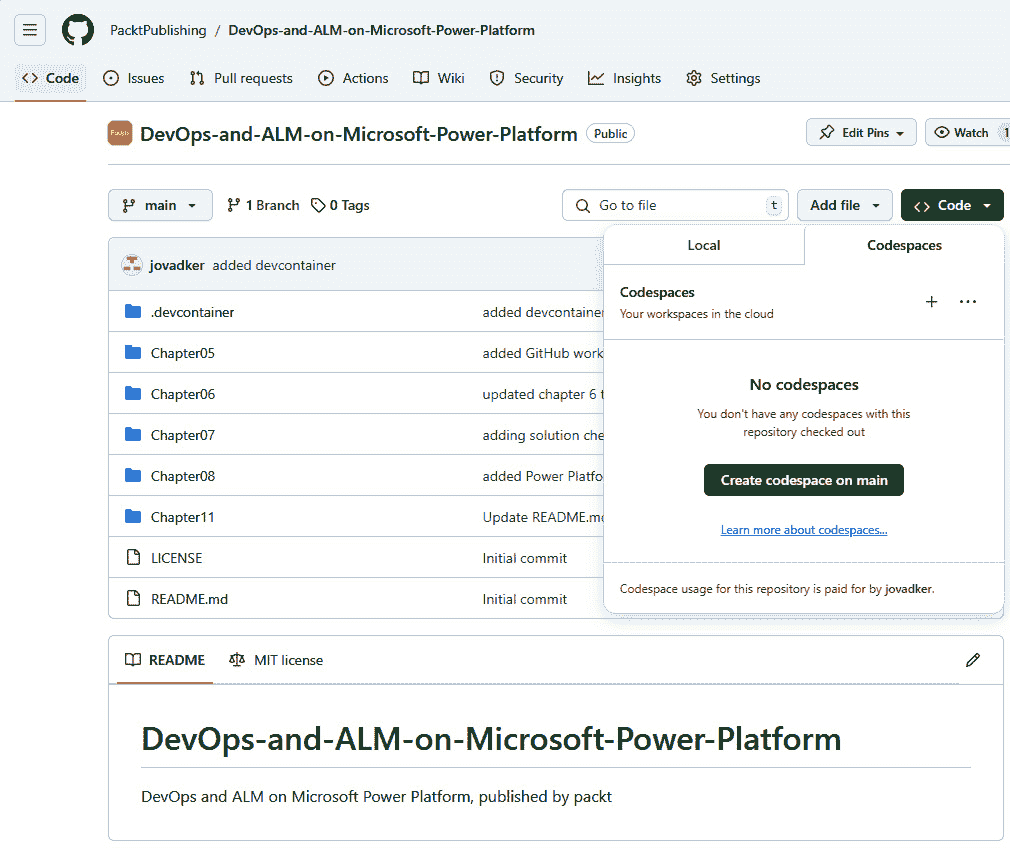 PacktPublishing / DevOps-and-ALM-on-Microsoft-Power-Platform
Code Issues Pull requests Actions Wiki Security Insights Settings
DevOps-and-ALM-on-Microsoft-Power-Platform Public Edit Pins Watch 1
main 1 Branch 0 Tags Go to file t Add file Code
Local Codespaces
jovadker added devcontainer
Codespaces
Your workspaces in the cloud
.devcontainer added devcontainer
Chapter05 added GitHub work
Chapter06 updated chapter 6 t
Chapter07 adding solution che
Chapter08 added Power Platfo
Chapter11 Update README.md
LICENSE Initial commit
README.md Initial commit
No codespaces
You don't have any codespaces with this
repository checked out
Create codespace on main
Learn more about codespaces...
Codespace usage for this repository is paid for by jovadker.
README MIT license
DevOps-and-ALM-on-Microsoft-Power-Platform
DevOps and ALM on Microsoft Power Platform, published by packt